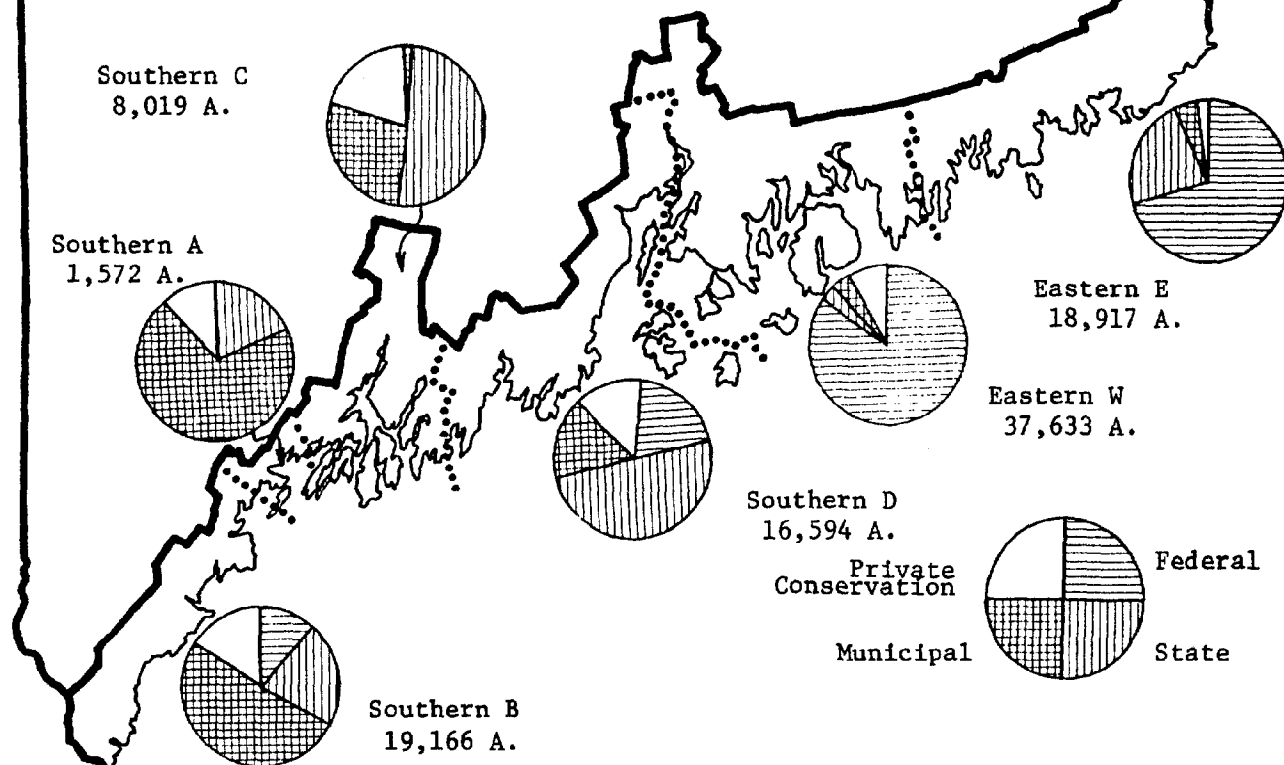 Southern C
8,019 A.
Southern A
1,572 A.
Eastern E
18,917 A.
Eastern W
37,633 A.
Southern D
16,594 A.
Private
Conservation
Federal
Municipal
State
Southern B
19,166 A.